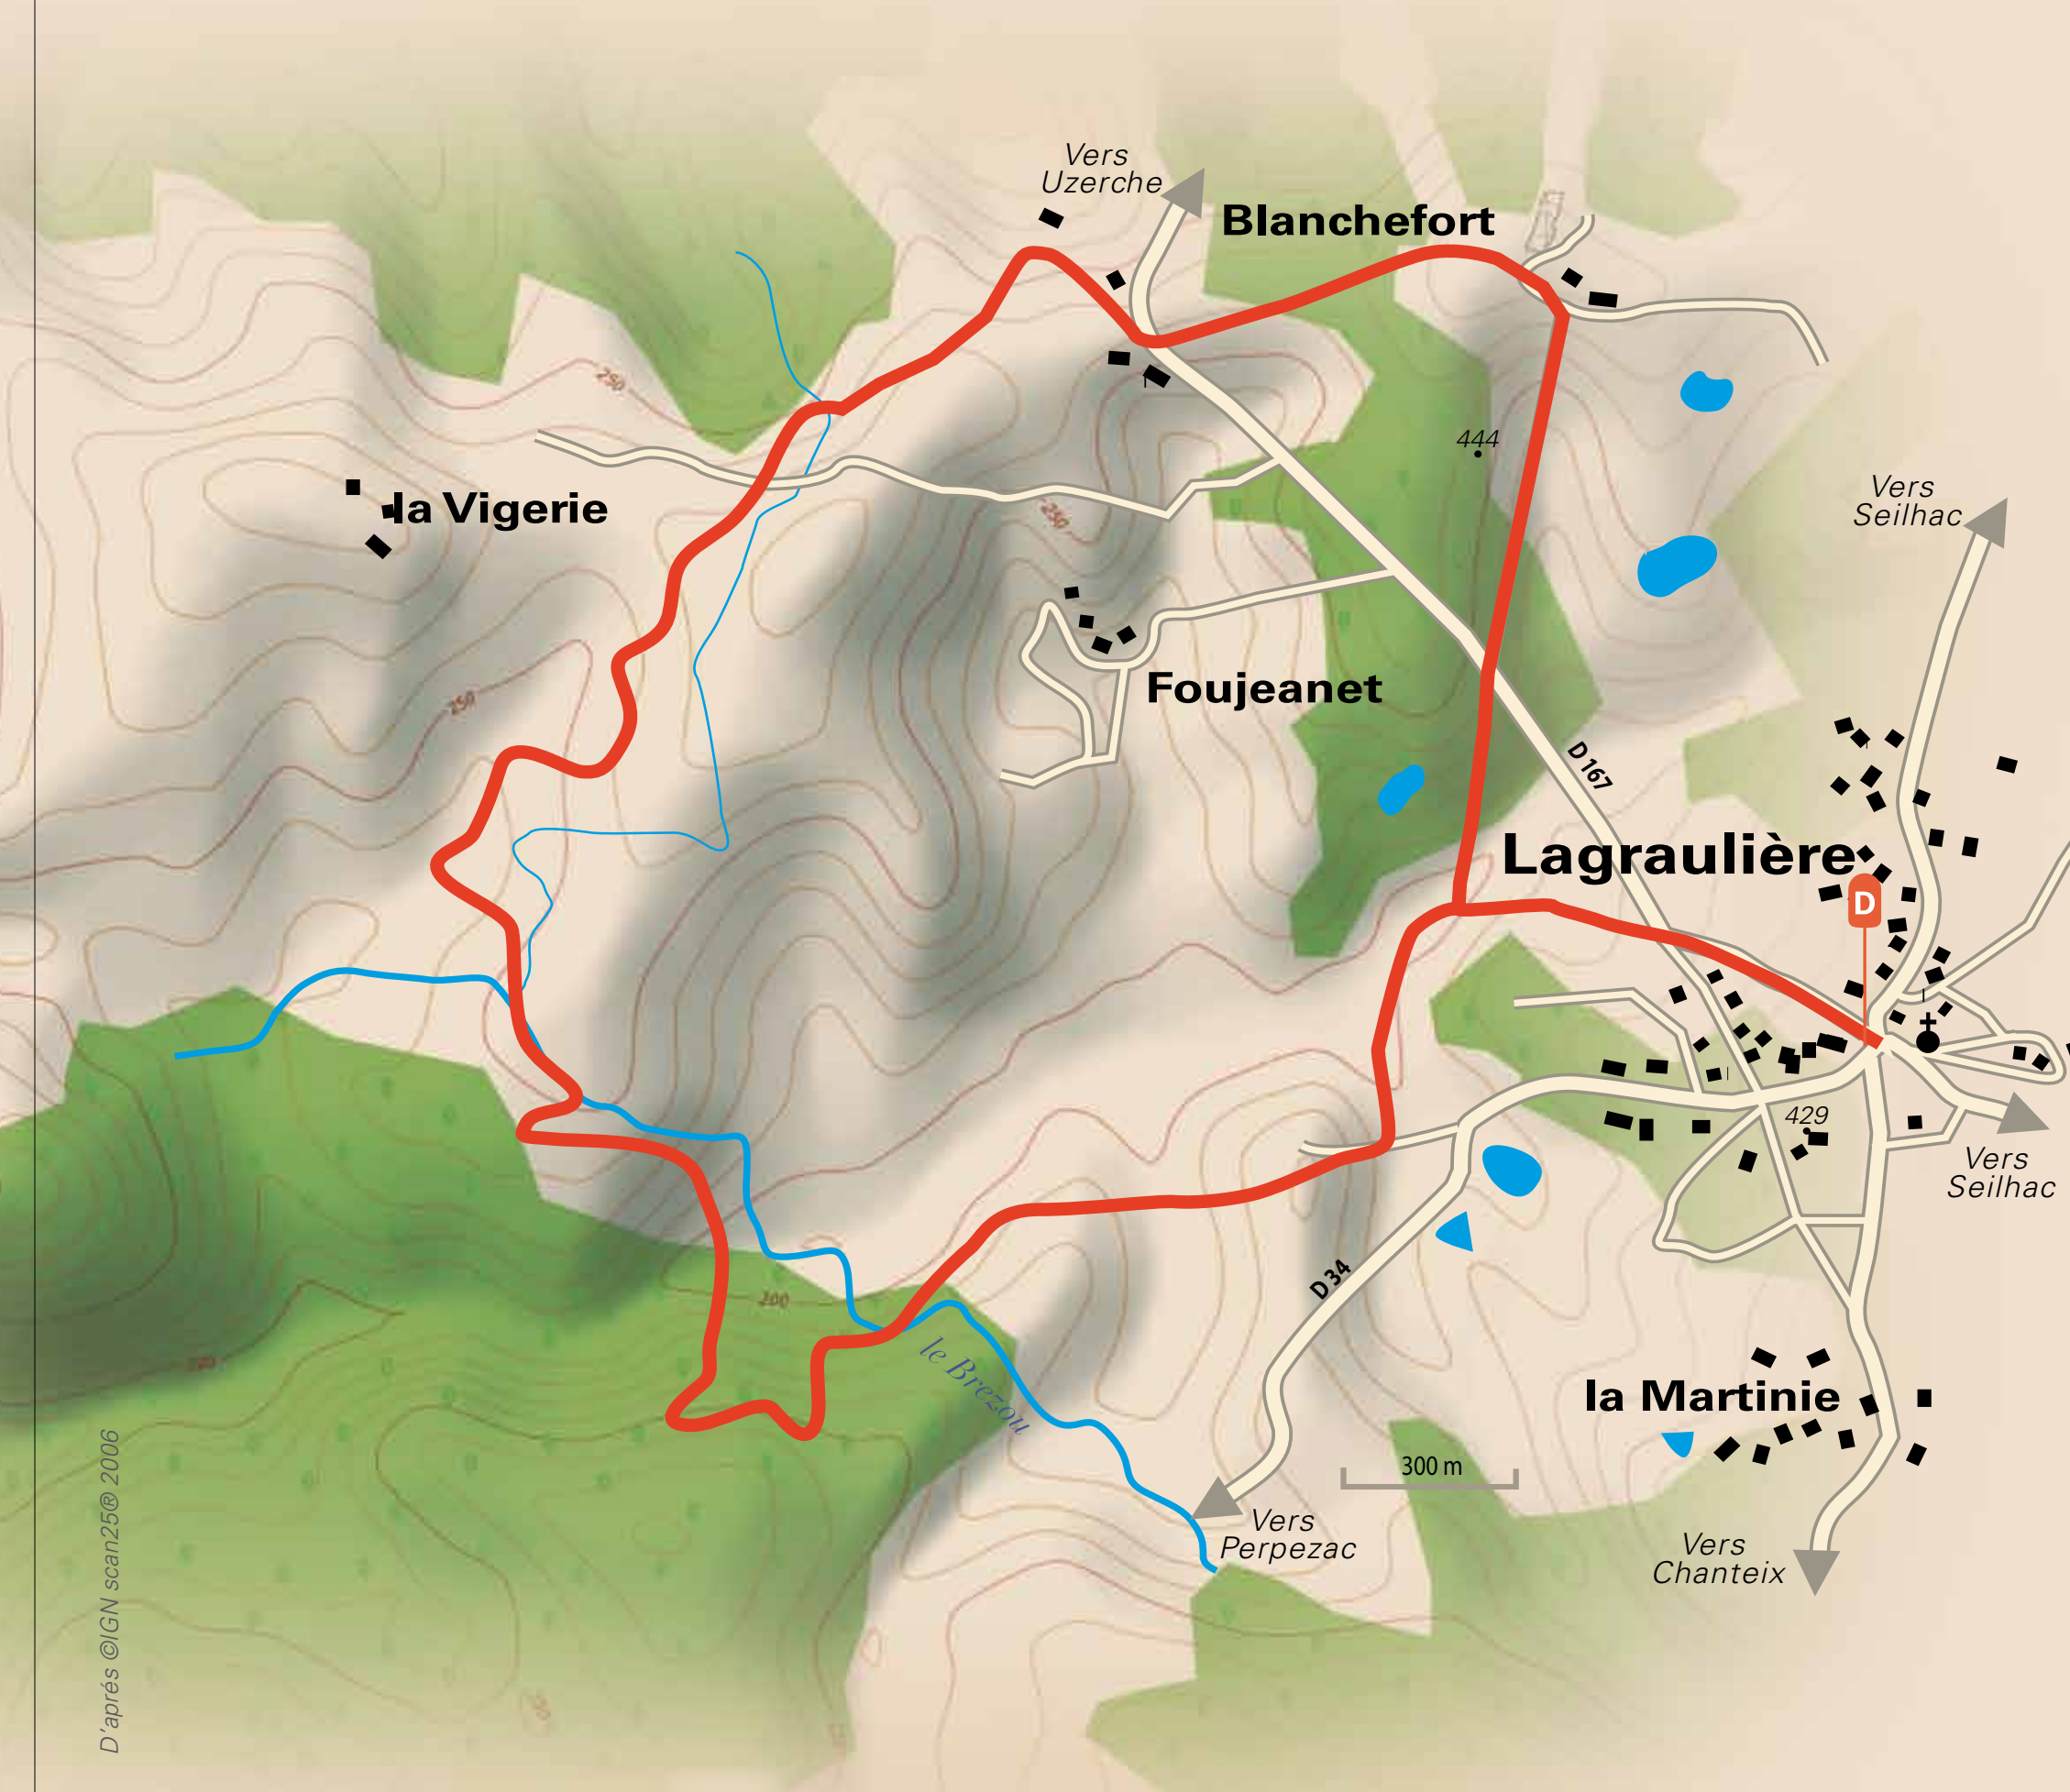 Vers
Uzerche
Blanchefort
250
444
Vers
Seilhac
la Vigerie
250
250
Foujeanet
D 167
Lagraulière
D
429
Vers
Seilhac
200
D 34
le Brezou
la Martinie
300 m
Vers
Perpezac
Vers
Chanteix
D'aprés ©IGN scan25® 2006